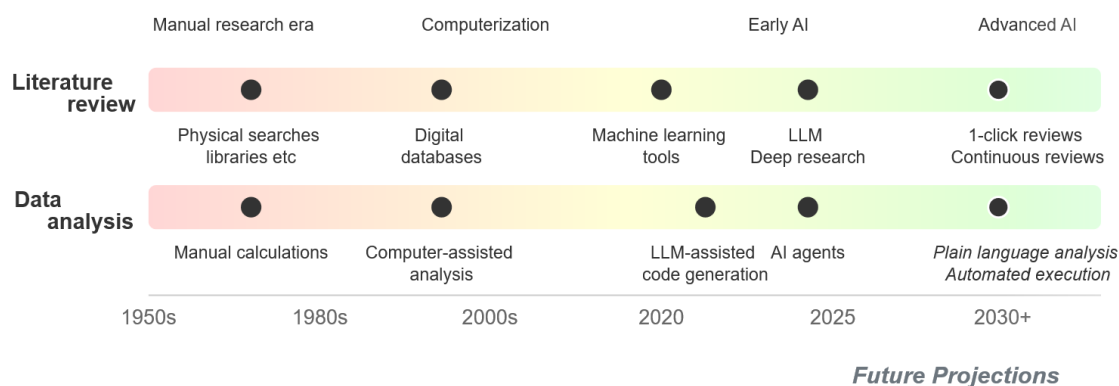 Manual research era
Computerization
Early AI
Advanced AI
Literature
review
Physical searches
libraries etc
Digital
databases
Machine learning
tools
LLM
Deep research
1-click reviews
Continuous reviews
Data
analysis
Manual calculations
Computer-assisted
analysis
LLM-assisted
code generation
AI agents
Plain language analysis
Automated execution
1950s
1980s
2000s
2020
2025
2030+
Future Projections